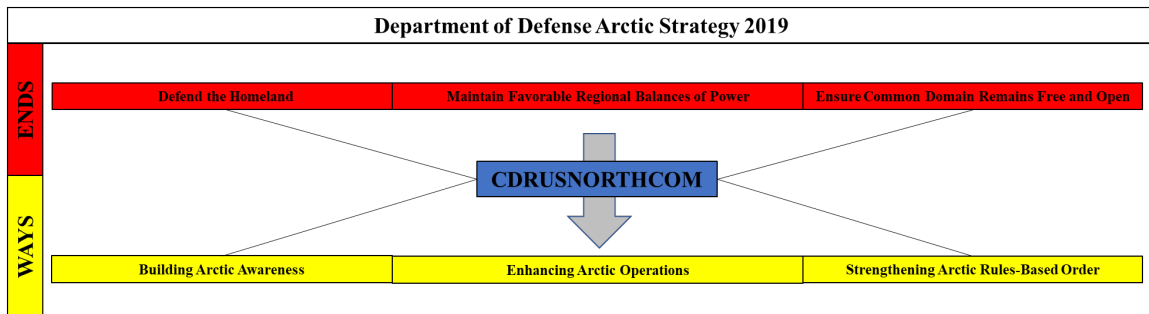 Department of Defense Arctic Strategy 2019
ENDS
Defend the Homeland
Maintain Favorable Regional Balances of Power
Ensure Common Domain Remains Free and Open
CDRUSNORTHCOM
WAYS
Building Arctic Awareness
Enhancing Arctic Operations
Strengthening Arctic Rules-Based Order